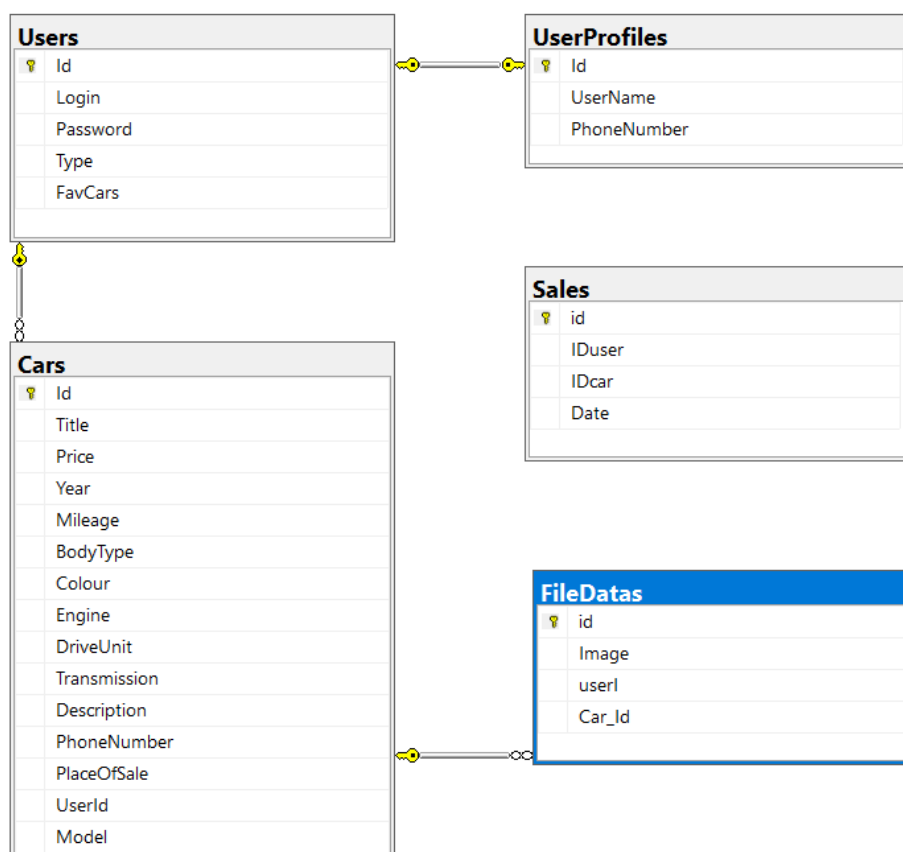 Users
Id
Login
Password
Type
FavCars
UserProfiles
Id
UserName
PhoneNumber
Sales
id
IDuser
IDcar
Date
Cars
Id
Title
Price
Year
Mileage
BodyType
Colour
Engine
DriveUnit
Transmission
Description
PhoneNumber
PlaceOfSale
UserId
Model
FileDatas
id
Image
userI
Car_Id